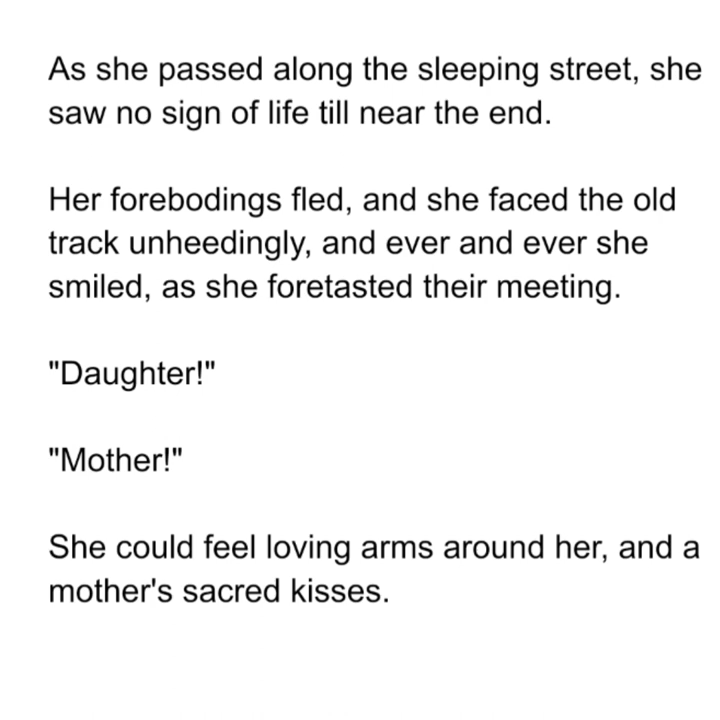 As she passed along the sleeping street, she
saw no sign of life till near the end.
Her forebodings fled, and she faced the old
track unheedingly, and ever and ever she
smiled, as she foretasted their meeting.
"Daughter!"
"Mother!"
She could feel loving arms around her, and a
mother's sacred kisses.